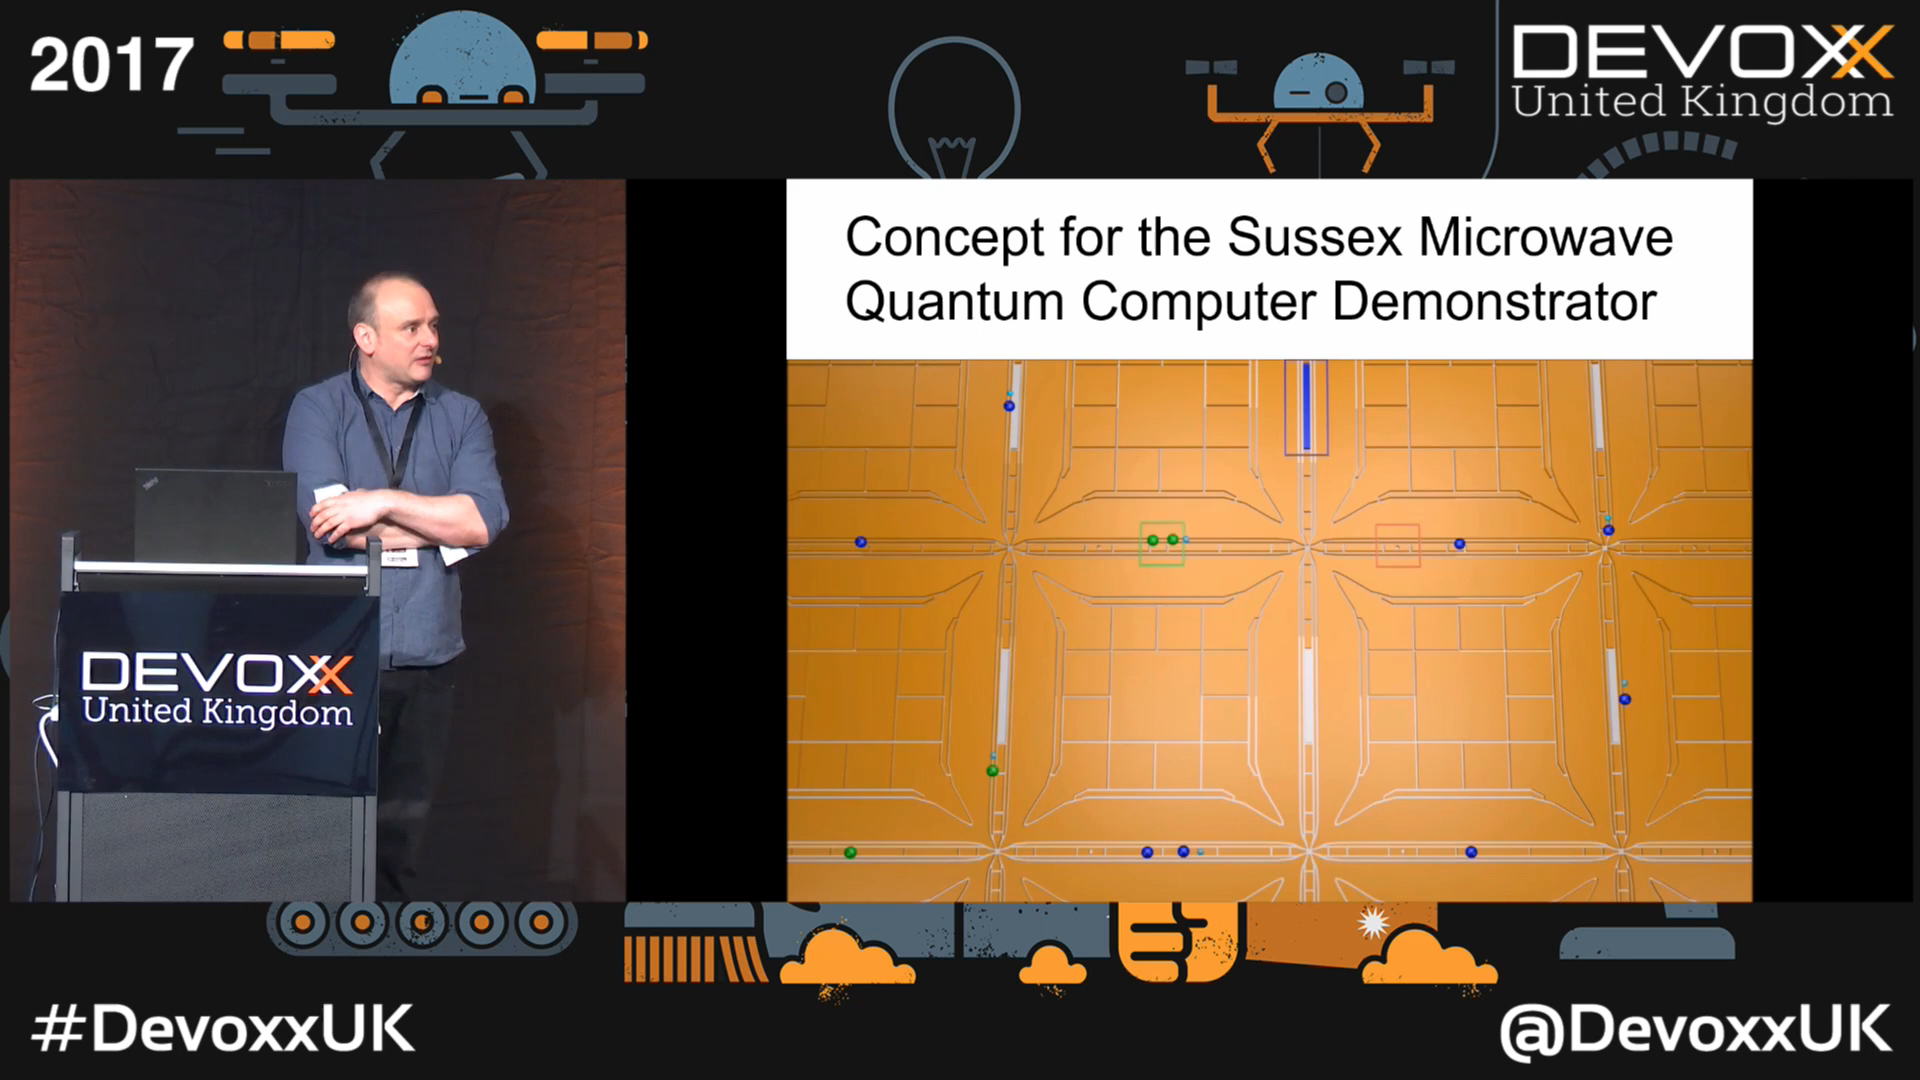 2017
DEVOXX
United Kingdom
Concept for the Sussex Microwave
Quantum Computer Demonstrator
DEVOXX
United Kingdom
#DevoxxUK
@DevoxxUK